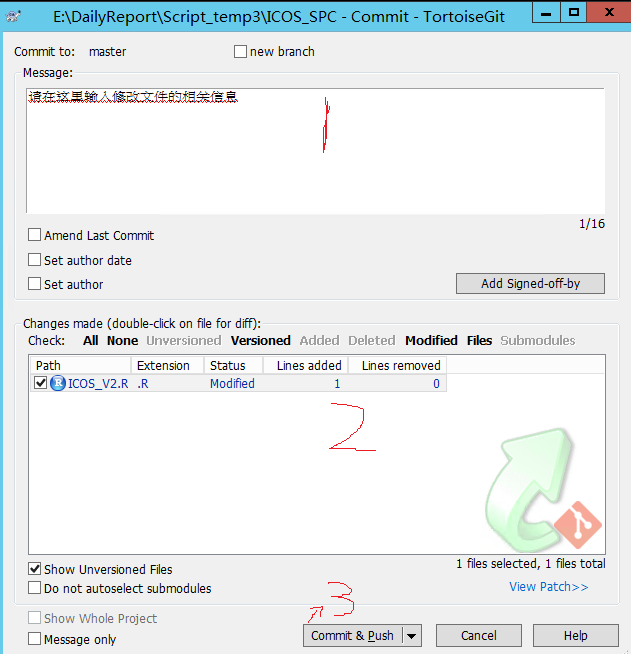 E:\DailyReport\Script_temp3\ICOS_SPC - Commit - TortoiseGit
Commit to: master new branch
Message:
请在这里输入修改文件的相关信息
1
1/16
Amend Last Commit
Set author date
Set author
Add Signed-off-by
Changes made (double-click on file for diff):
Check: All None Unversioned Versioned Added Deleted Modified Files Submodules
Path Extension Status Lines added Lines removed
ICOS_V2.R .R Modified 1 0
2
Show Unversioned Files
1 files selected, 1 files total
Do not autoselect submodules
View Patch>>
3
Show Whole Project
Message only
Commit & Push Cancel Help